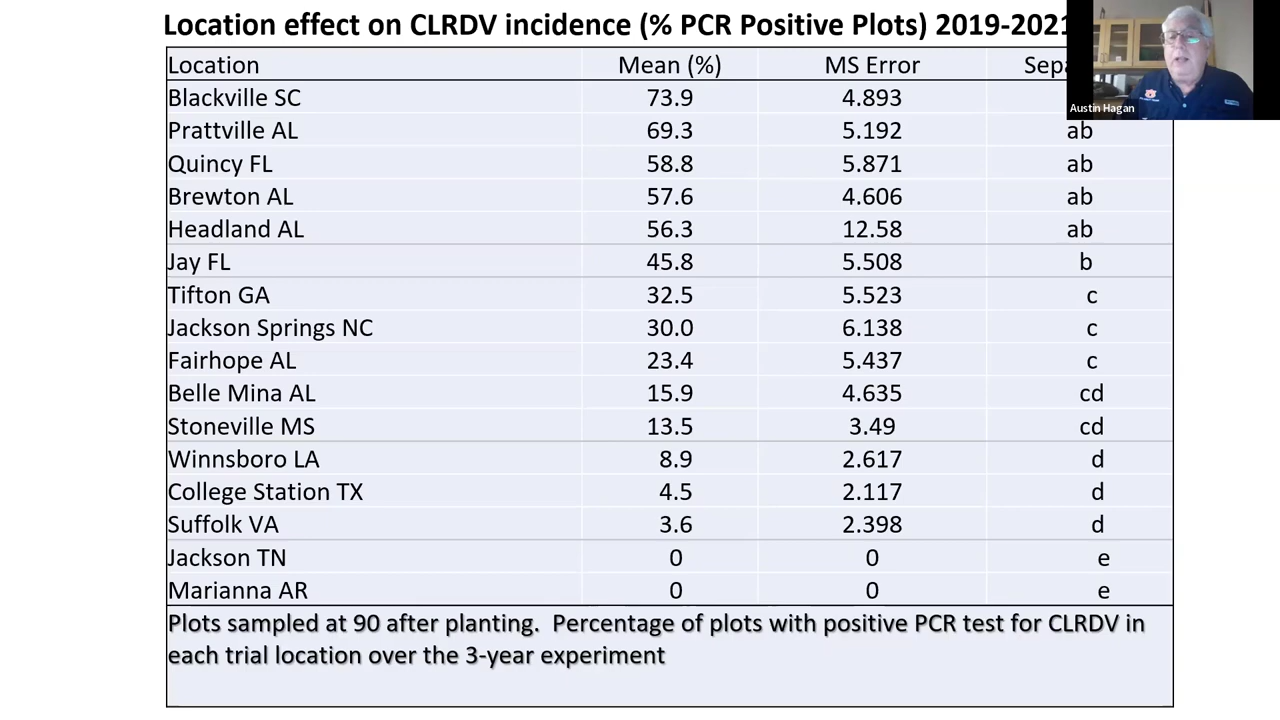 Location effect on CLRDV incidence (% PCR Positive Plots) 2019-2021
Austin Hagan
Location Mean (%) MS Error
Blackville SC 73.9 4.893
Prattville AL 69.3 5.192 ab
Quincy FL 58.8 5.871 ab
Brewton AL 57.6 4.606 ab
Headland AL 56.3 12.58 ab
Jay FL 45.8 5.508 b
Tifton GA 32.5 5.523 c
Jackson Springs NC 30.0 6.138 c
Fairhope AL 23.4 5.437 c
Belle Mina AL 15.9 4.635 cd
Stoneville MS 13.5 3.49 cd
Winnsboro LA 8.9 2.617 d
College Station TX 4.5 2.117 d
Suffolk VA 3.6 2.398 d
Jackson TN 0 0 e
Marianna AR 0 0 e
Plots sampled at 90 after planting. Percentage of plots with positive PCR test for CLRDV in
each trial location over the 3-year experiment